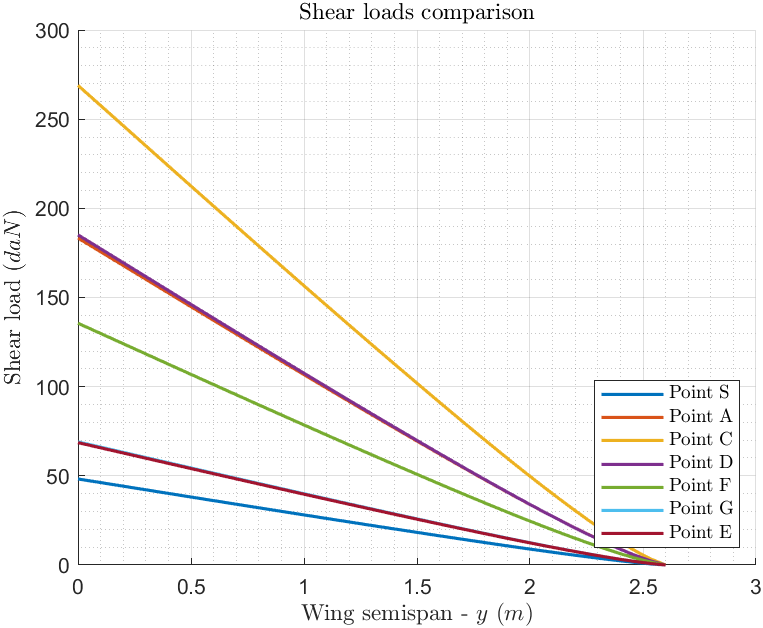 Shear loads comparison
300
250
200
150
100
50
0
Shear load (daN)
Point S
Point A
Point C
Point D
Point F
Point G
Point E
0 0.5 1 1.5 2 2.5 3
Wing semispan - y (m)